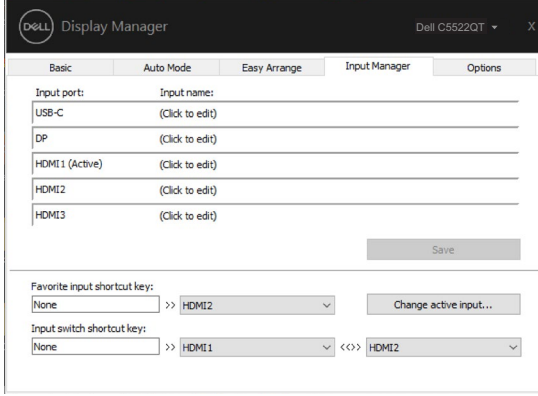 DELL Display Manager Dell C5522QT X
Basic Auto Mode Easy Arrange Input Manager Options
Input port: Input name:
USB-C (Click to edit)
DP (Click to edit)
HDMI1 (Active) (Click to edit)
HDMI2 (Click to edit)
HDMI3 (Click to edit)
Save
Favorite input shortcut key:
None >> HDMI2 Change active input...
Input switch shortcut key:
None >> HDMI1 <<>> HDMI2